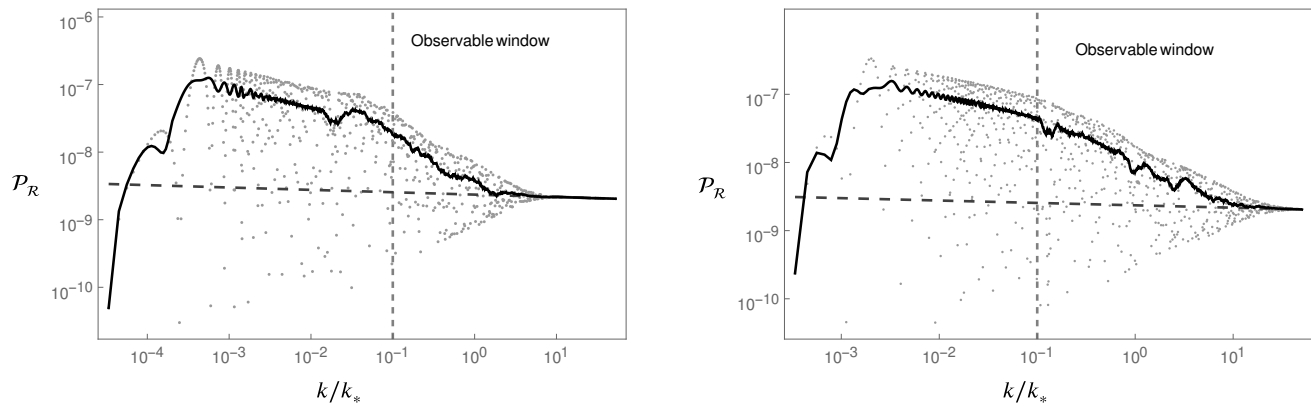 10⁻⁶
Observable window
10⁻⁷
10⁻⁸
𝒫_ℛ
10⁻⁹
10⁻¹⁰
10⁻⁴ 10⁻³ 10⁻² 10⁻¹ 10⁰ 10¹
k/k_*
Observable window
10⁻⁷
10⁻⁸
𝒫_ℛ
10⁻⁹
10⁻¹⁰
10⁻³ 10⁻² 10⁻¹ 10⁰ 10¹
k/k_*